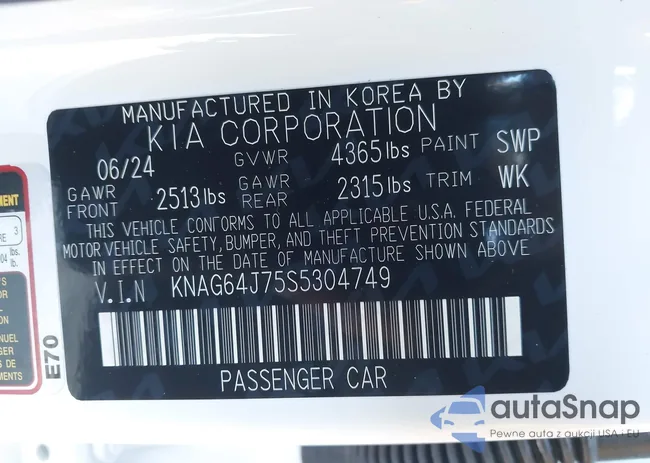 MANUFACTURED IN KOREA BY
KIA CORPORATION
06/24 GVWR 4365 lbs PAINT SWP
GAWR FRONT 2513 lbs GAWR REAR 2315 lbs TRIM WK
THIS VEHICLE CONFORMS TO ALL APPLICABLE U.S.A. FEDERAL
MOTOR VEHICLE SAFETY, BUMPER, AND THEFT PREVENTION STANDARDS
IN EFFECT ON THE DATE OF MANUFACTURE SHOWN ABOVE
V.I.N KNAG64J75S5304749
PASSENGER CAR
E70
3
lbs.
MENTS
autaSnap
Pewne auta z aukcji USA i EU